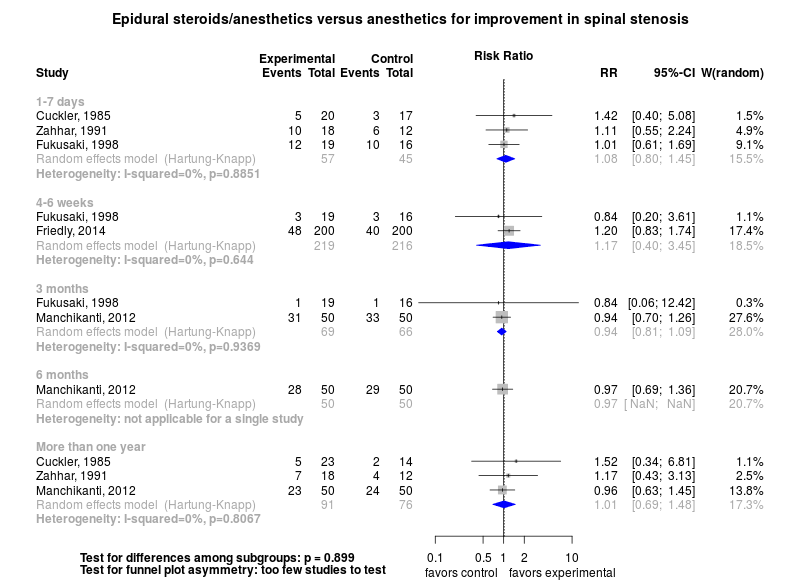 Epidural steroids/anesthetics versus anesthetics for improvement in spinal stenosis
Experimental Control Risk Ratio
Study Events Total Events Total RR 95%-CI W(random)
1-7 days
Cuckler, 1985 5 20 3 17 1.42 [0.40; 5.08] 1.5%
Zahhar, 1991 10 18 6 12 1.11 [0.55; 2.24] 4.9%
Fukusaki, 1998 12 19 10 16 1.01 [0.61; 1.69] 9.1%
Random effects model (Hartung-Knapp) 57 45 1.08 [0.80; 1.45] 15.5%
Heterogeneity: I-squared=0%, p=0.8851
4-6 weeks
Fukusaki, 1998 3 19 3 16 0.84 [0.20; 3.61] 1.1%
Friedly, 2014 48 200 40 200 1.20 [0.83; 1.74] 17.4%
Random effects model (Hartung-Knapp) 219 216 1.17 [0.40; 3.45] 18.5%
Heterogeneity: I-squared=0%, p=0.644
3 months
Fukusaki, 1998 1 19 1 16 0.84 [0.06; 12.42] 0.3%
Manchikanti, 2012 31 50 33 50 0.94 [0.70; 1.26] 27.6%
Random effects model (Hartung-Knapp) 69 66 0.94 [0.81; 1.09] 28.0%
Heterogeneity: I-squared=0%, p=0.9369
6 months
Manchikanti, 2012 28 50 29 50 0.97 [0.69; 1.36] 20.7%
Random effects model (Hartung-Knapp) 50 50 0.97 [ NaN; NaN] 20.7%
Heterogeneity: not applicable for a single study
More than one year
Cuckler, 1985 5 23 2 14 1.52 [0.34; 6.81] 1.1%
Zahhar, 1991 7 18 4 12 1.17 [0.43; 3.13] 2.5%
Manchikanti, 2012 23 50 24 50 0.96 [0.63; 1.45] 13.8%
Random effects model (Hartung-Knapp) 91 76 1.01 [0.69; 1.48] 17.3%
Heterogeneity: I-squared=0%, p=0.8067
Test for differences among subgroups: p = 0.899
Test for funnel plot asymmetry: too few studies to test
0.1 0.5 1 2 10
favors control favors experimental